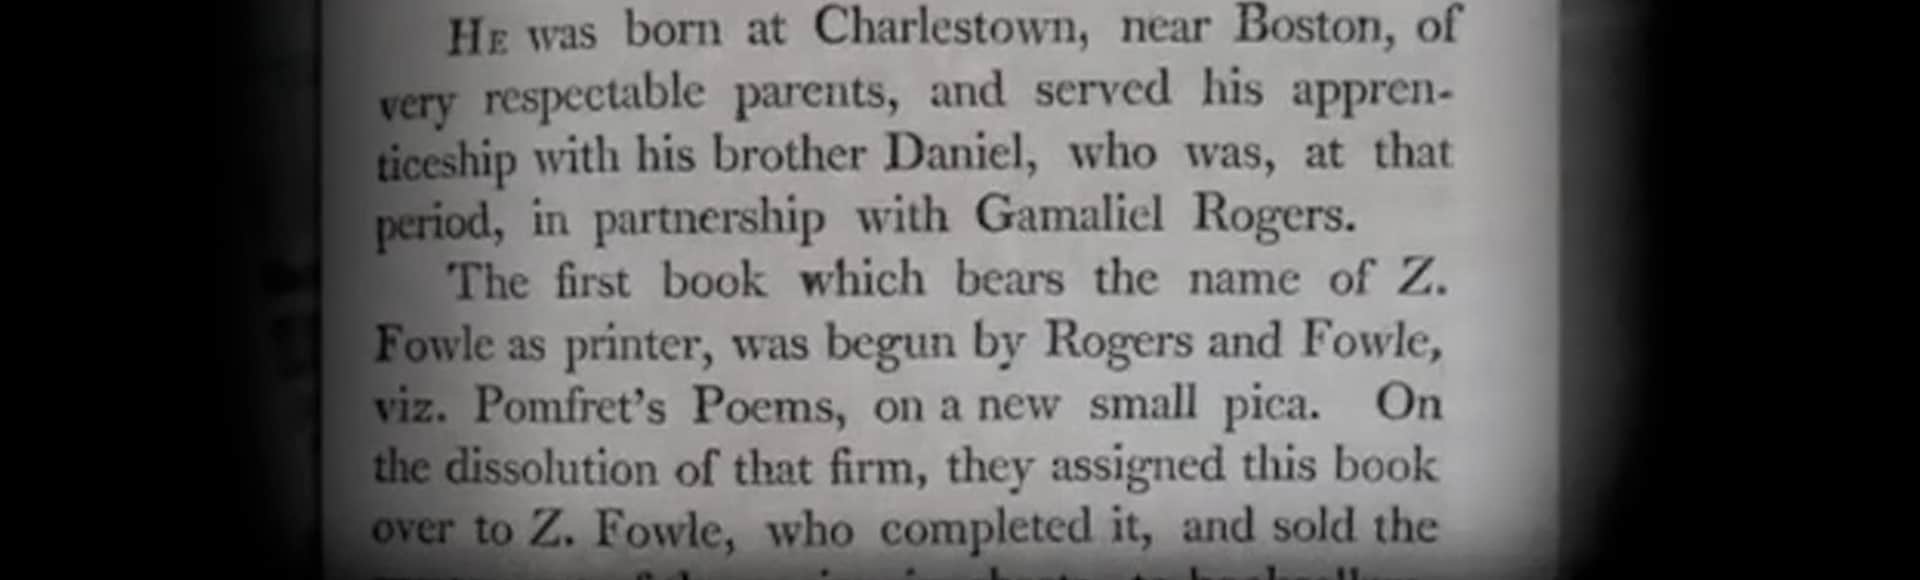 HE was born at Charlestown, near Boston, of
very respectable parents, and served his appren-
ticeship with his brother Daniel, who was, at that
period, in partnership with Gamaliel Rogers.
The first book which bears the name of Z.
Fowle as printer, was begun by Rogers and Fowle,
viz. Pomfret's Poems, on a new small pica. On
the dissolution of that firm, they assigned this book
over to Z. Fowle, who completed it, and sold the